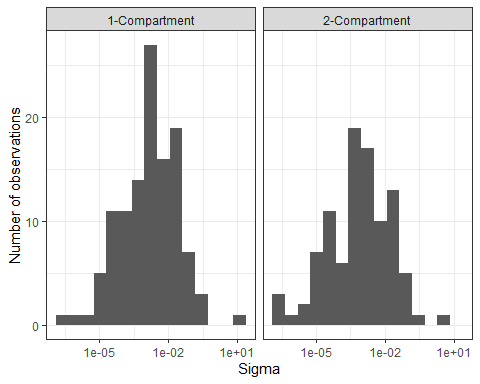 1-Compartment
2-Compartment
Number of observations
20
10
0
1e-05
1e-02
1e+01
1e-05
1e-02
1e+01
Sigma